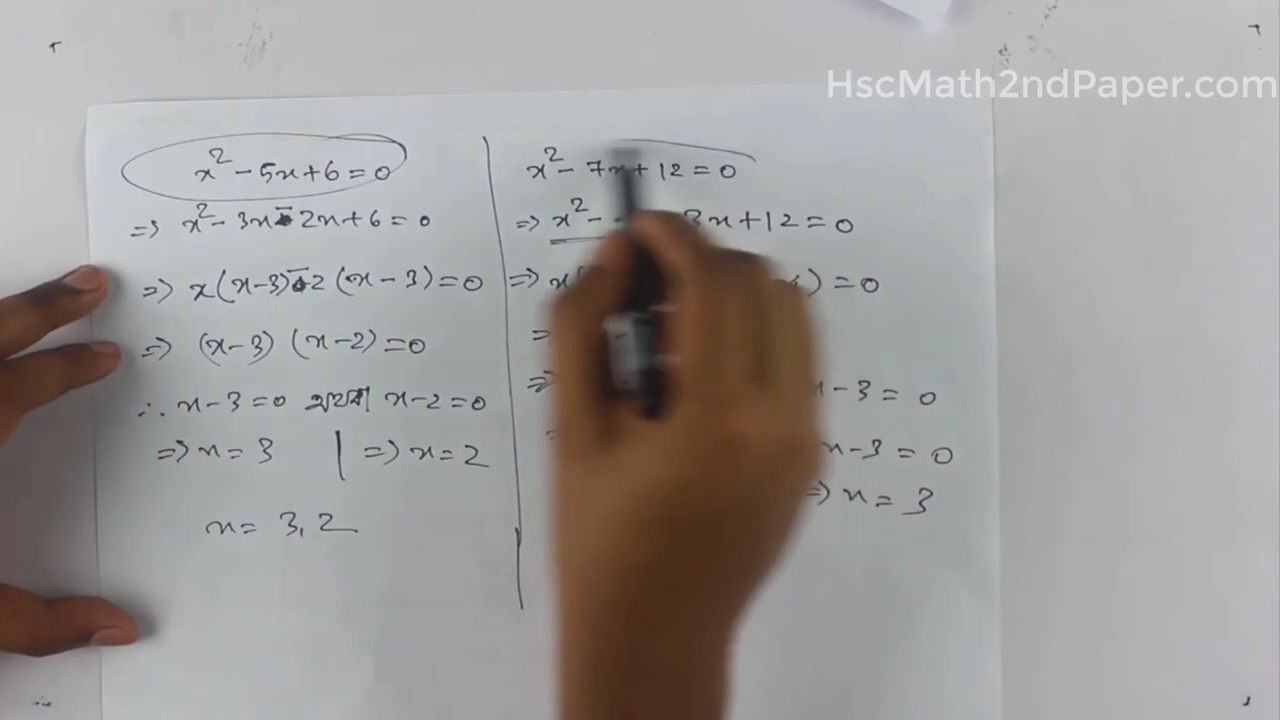 HscMath2ndPaper.com
x² - 5x + 6 = 0
=> x² - 3x - 2x + 6 = 0
=> x(x-3) - 2(x-3) = 0
=> (x-3) (x-2) = 0
∴ x-3 = 0 অথবা x-2 = 0
=> x = 3 | => x = 2
x = 3, 2
x² - 7x + 12 = 0
=> x² - 3x + 12 = 0
=> x ) = 0
=>
=> x - 3 = 0
x - 3 = 0
=> x = 3